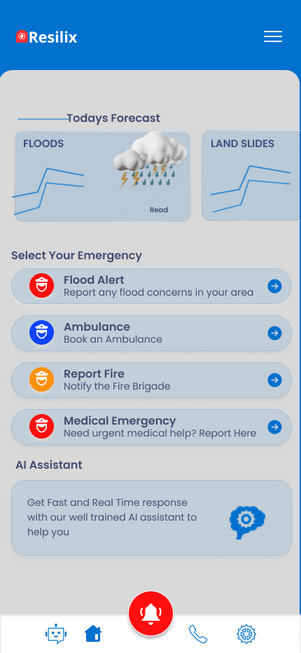 Resilix
Todays Forecast
FLOODS
LAND SLIDES
Read
Select Your Emergency
Flood Alert
Report any flood concerns in your area
Ambulance
Book an Ambulance
Report Fire
Notify the Fire Brigade
Medical Emergency
Need urgent medical help? Report Here
AI Assistant
Get Fast and Real Time response
with our well trained AI assistant to
help you